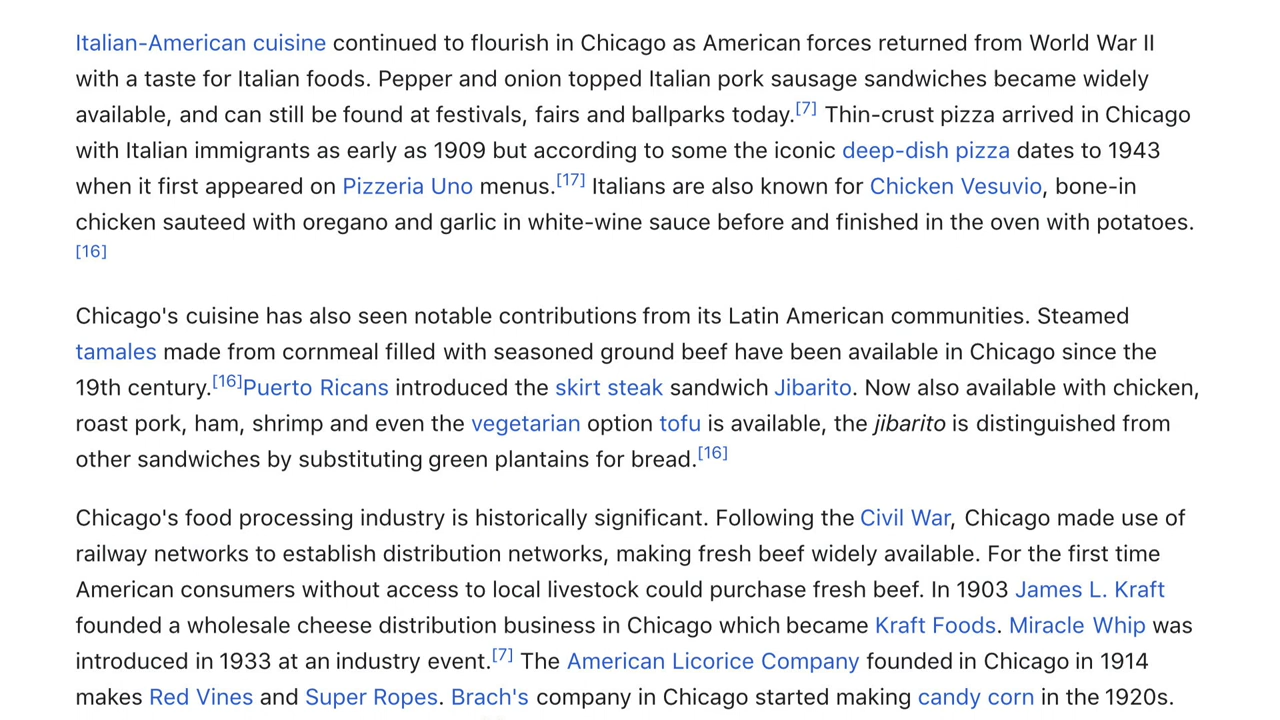 Italian-American cuisine continued to flourish in Chicago as American forces returned from World War II
with a taste for Italian foods. Pepper and onion topped Italian pork sausage sandwiches became widely
available, and can still be found at festivals, fairs and ballparks today.[7] Thin-crust pizza arrived in Chicago
with Italian immigrants as early as 1909 but according to some the iconic deep-dish pizza dates to 1943
when it first appeared on Pizzeria Uno menus.[17] Italians are also known for Chicken Vesuvio, bone-in
chicken sauteed with oregano and garlic in white-wine sauce before and finished in the oven with potatoes.
[16]
Chicago's cuisine has also seen notable contributions from its Latin American communities. Steamed
tamales made from cornmeal filled with seasoned ground beef have been available in Chicago since the
19th century.[16]Puerto Ricans introduced the skirt steak sandwich Jibarito. Now also available with chicken,
roast pork, ham, shrimp and even the vegetarian option tofu is available, the jibarito is distinguished from
other sandwiches by substituting green plantains for bread.[16]
Chicago's food processing industry is historically significant. Following the Civil War, Chicago made use of
railway networks to establish distribution networks, making fresh beef widely available. For the first time
American consumers without access to local livestock could purchase fresh beef. In 1903 James L. Kraft
founded a wholesale cheese distribution business in Chicago which became Kraft Foods. Miracle Whip was
introduced in 1933 at an industry event.[7] The American Licorice Company founded in Chicago in 1914
makes Red Vines and Super Ropes. Brach's company in Chicago started making candy corn in the 1920s.